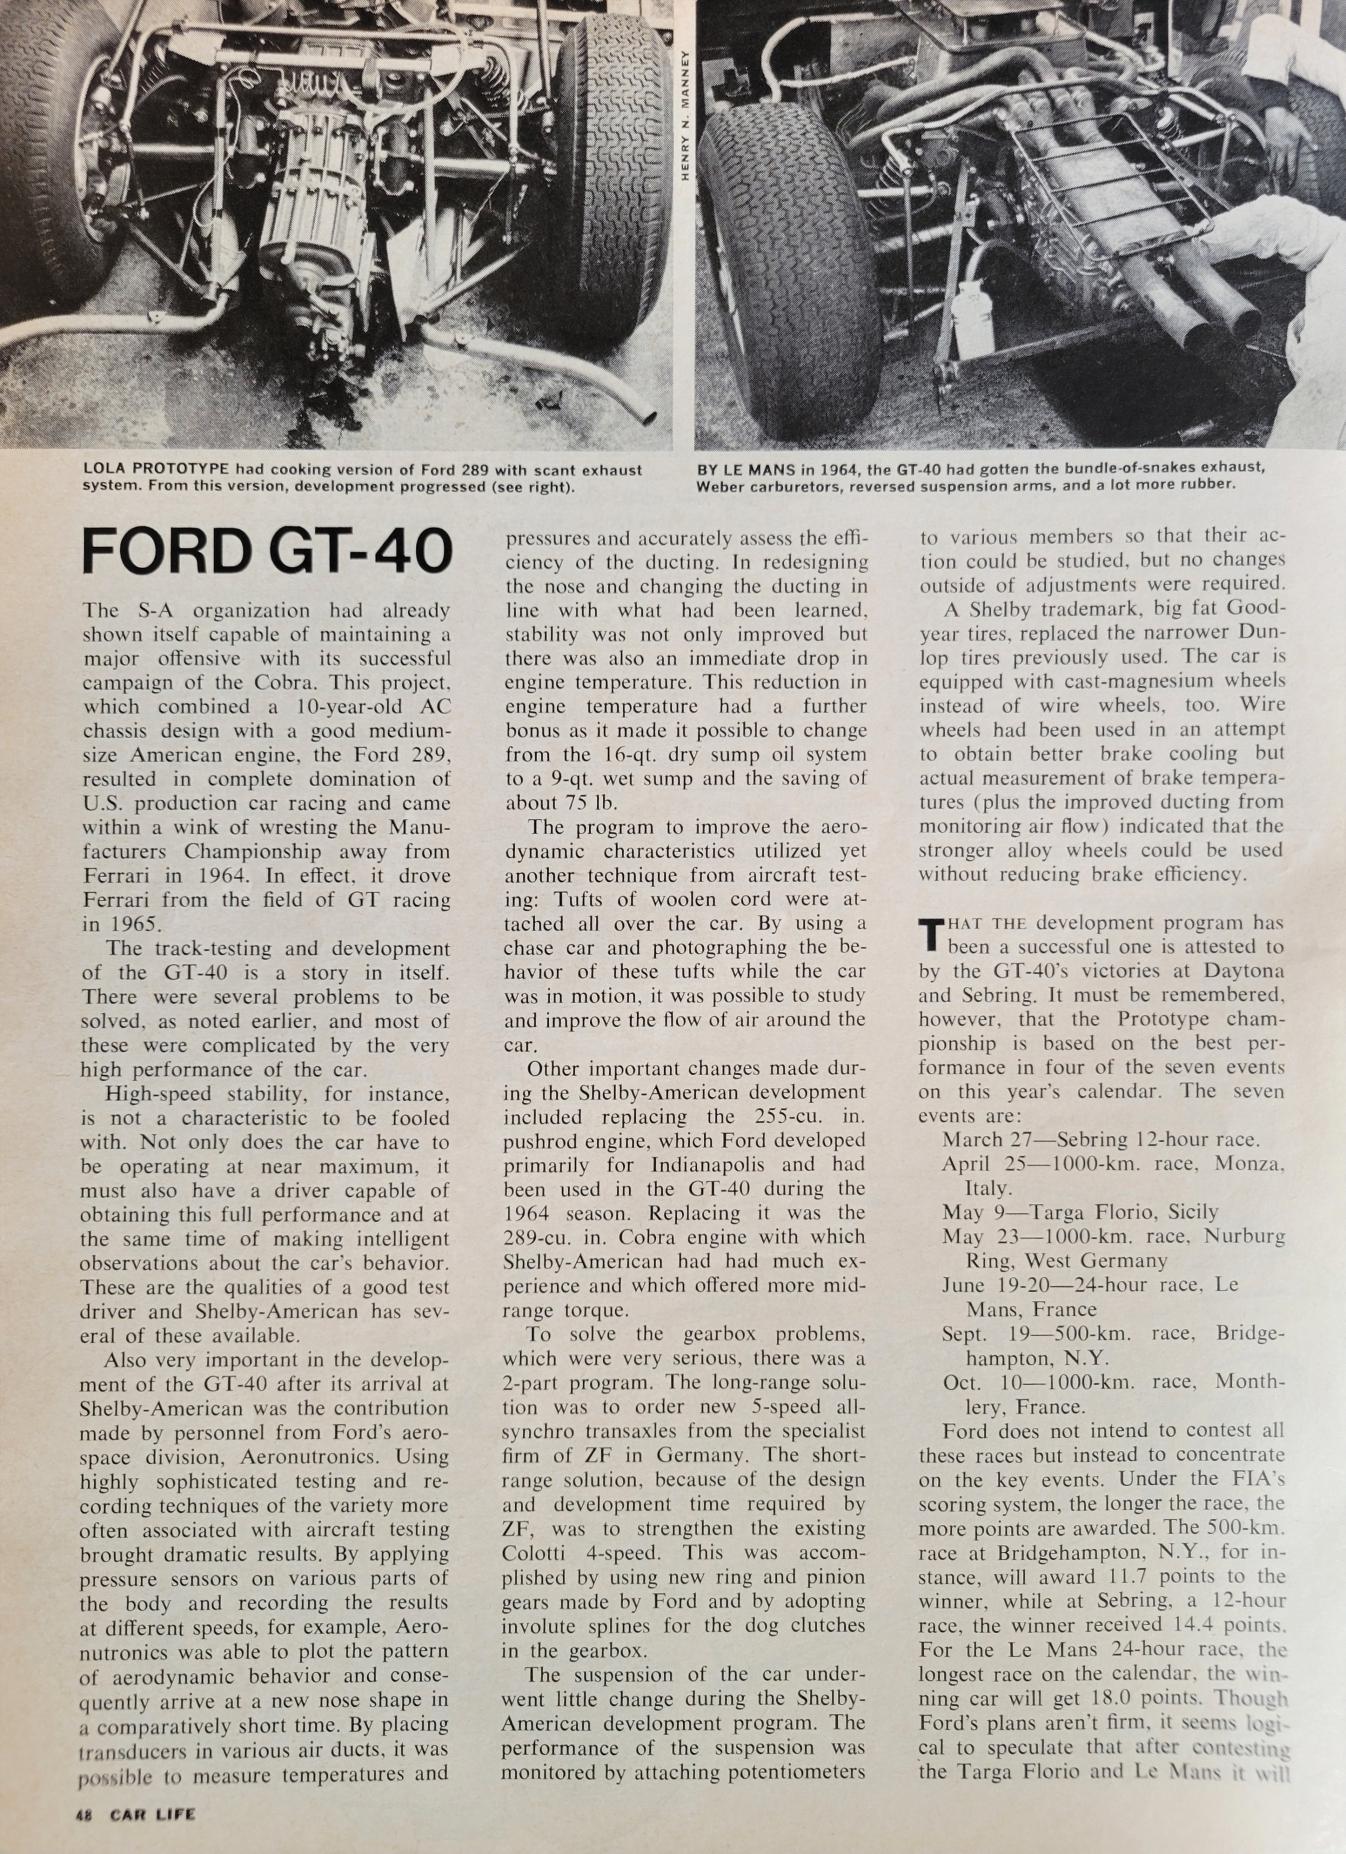 HENRY N. MANNEY
LOLA PROTOTYPE had cooking version of Ford 289 with scant exhaust
system. From this version, development progressed (see right).
BY LE MANS in 1964, the GT-40 had gotten the bundle-of-snakes exhaust,
Weber carburetors, reversed suspension arms, and a lot more rubber.
FORD GT-40
The S-A organization had already
shown itself capable of maintaining a
major offensive with its successful
campaign of the Cobra. This project,
which combined a 10-year-old AC
chassis design with a good medium-
size American engine, the Ford 289,
resulted in complete domination of
U.S. production car racing and came
within a wink of wresting the Manu-
facturers Championship away from
Ferrari in 1964. In effect, it drove
Ferrari from the field of GT racing
in 1965.
The track-testing and development
of the GT-40 is a story in itself.
There were several problems to be
solved, as noted earlier, and most of
these were complicated by the very
high performance of the car.
High-speed stability, for instance,
is not a characteristic to be fooled
with. Not only does the car have to
be operating at near maximum, it
must also have a driver capable of
obtaining this full performance and at
the same time of making intelligent
observations about the car's behavior.
These are the qualities of a good test
driver and Shelby-American has sev-
eral of these available.
Also very important in the develop-
ment of the GT-40 after its arrival at
Shelby-American was the contribution
made by personnel from Ford's aero-
space division, Aeronutronics. Using
highly sophisticated testing and re-
cording techniques of the variety more
often associated with aircraft testing
brought dramatic results. By applying
pressure sensors on various parts of
the body and recording the results
at different speeds, for example, Aero-
nutronics was able to plot the pattern
of aerodynamic behavior and conse-
quently arrive at a new nose shape in
a comparatively short time. By placing
transducers in various air ducts, it was
possible to measure temperatures and
pressures and accurately assess the effi-
ciency of the ducting. In redesigning
the nose and changing the ducting in
line with what had been learned,
stability was not only improved but
there was also an immediate drop in
engine temperature. This reduction in
engine temperature had a further
bonus as it made it possible to change
from the 16-qt. dry sump oil system
to a 9-qt. wet sump and the saving of
about 75 lb.
The program to improve the aero-
dynamic characteristics utilized yet
another technique from aircraft test-
ing: Tufts of woolen cord were at-
tached all over the car. By using a
chase car and photographing the be-
havior of these tufts while the car
was in motion, it was possible to study
and improve the flow of air around the
car.
Other important changes made dur-
ing the Shelby-American development
included replacing the 255-cu. in.
pushrod engine, which Ford developed
primarily for Indianapolis and had
been used in the GT-40 during the
1964 season. Replacing it was the
289-cu. in. Cobra engine with which
Shelby-American had had much ex-
perience and which offered more mid-
range torque.
To solve the gearbox problems,
which were very serious, there was a
2-part program. The long-range solu-
tion was to order new 5-speed all-
synchro transaxles from the specialist
firm of ZF in Germany. The short-
range solution, because of the design
and development time required by
ZF, was to strengthen the existing
Colotti 4-speed. This was accom-
plished by using new ring and pinion
gears made by Ford and by adopting
involute splines for the dog clutches
in the gearbox.
The suspension of the car under-
went little change during the Shelby-
American development program. The
performance of the suspension was
monitored by attaching potentiometers
to various members so that their ac-
tion could be studied, but no changes
outside of adjustments were required.
A Shelby trademark, big fat Good-
year tires, replaced the narrower Dun-
lop tires previously used. The car is
equipped with cast-magnesium wheels
instead of wire wheels, too. Wire
wheels had been used in an attempt
to obtain better brake cooling but
actual measurement of brake tempera-
tures (plus the improved ducting from
monitoring air flow) indicated that the
stronger alloy wheels could be used
without reducing brake efficiency.
THAT THE development program has
been a successful one is attested to
by the GT-40's victories at Daytona
and Sebring. It must be remembered,
however, that the Prototype cham-
pionship is based on the best per-
formance in four of the seven events
on this year's calendar. The seven
events are:
March 27—Sebring 12-hour race.
April 25—1000-km. race, Monza,
Italy.
May 9—Targa Florio, Sicily
May 23—1000-km. race, Nurburg
Ring, West Germany
June 19-20—24-hour race, Le
Mans, France
Sept. 19—500-km. race, Bridge-
hampton, N.Y.
Oct. 10—1000-km. race, Month-
lery, France.
Ford does not intend to contest all
these races but instead to concentrate
on the key events. Under the FIA's
scoring system, the longer the race, the
more points are awarded. The 500-km.
race at Bridgehampton, N.Y., for in-
stance, will award 11.7 points to the
winner, while at Sebring, a 12-hour
race, the winner received 14.4 points.
For the Le Mans 24-hour race, the
longest race on the calendar, the win-
ning car will get 18.0 points. Though
Ford's plans aren't firm, it seems logi-
cal to speculate that after contesting
the Targa Florio and Le Mans it will
48 CAR LIFE